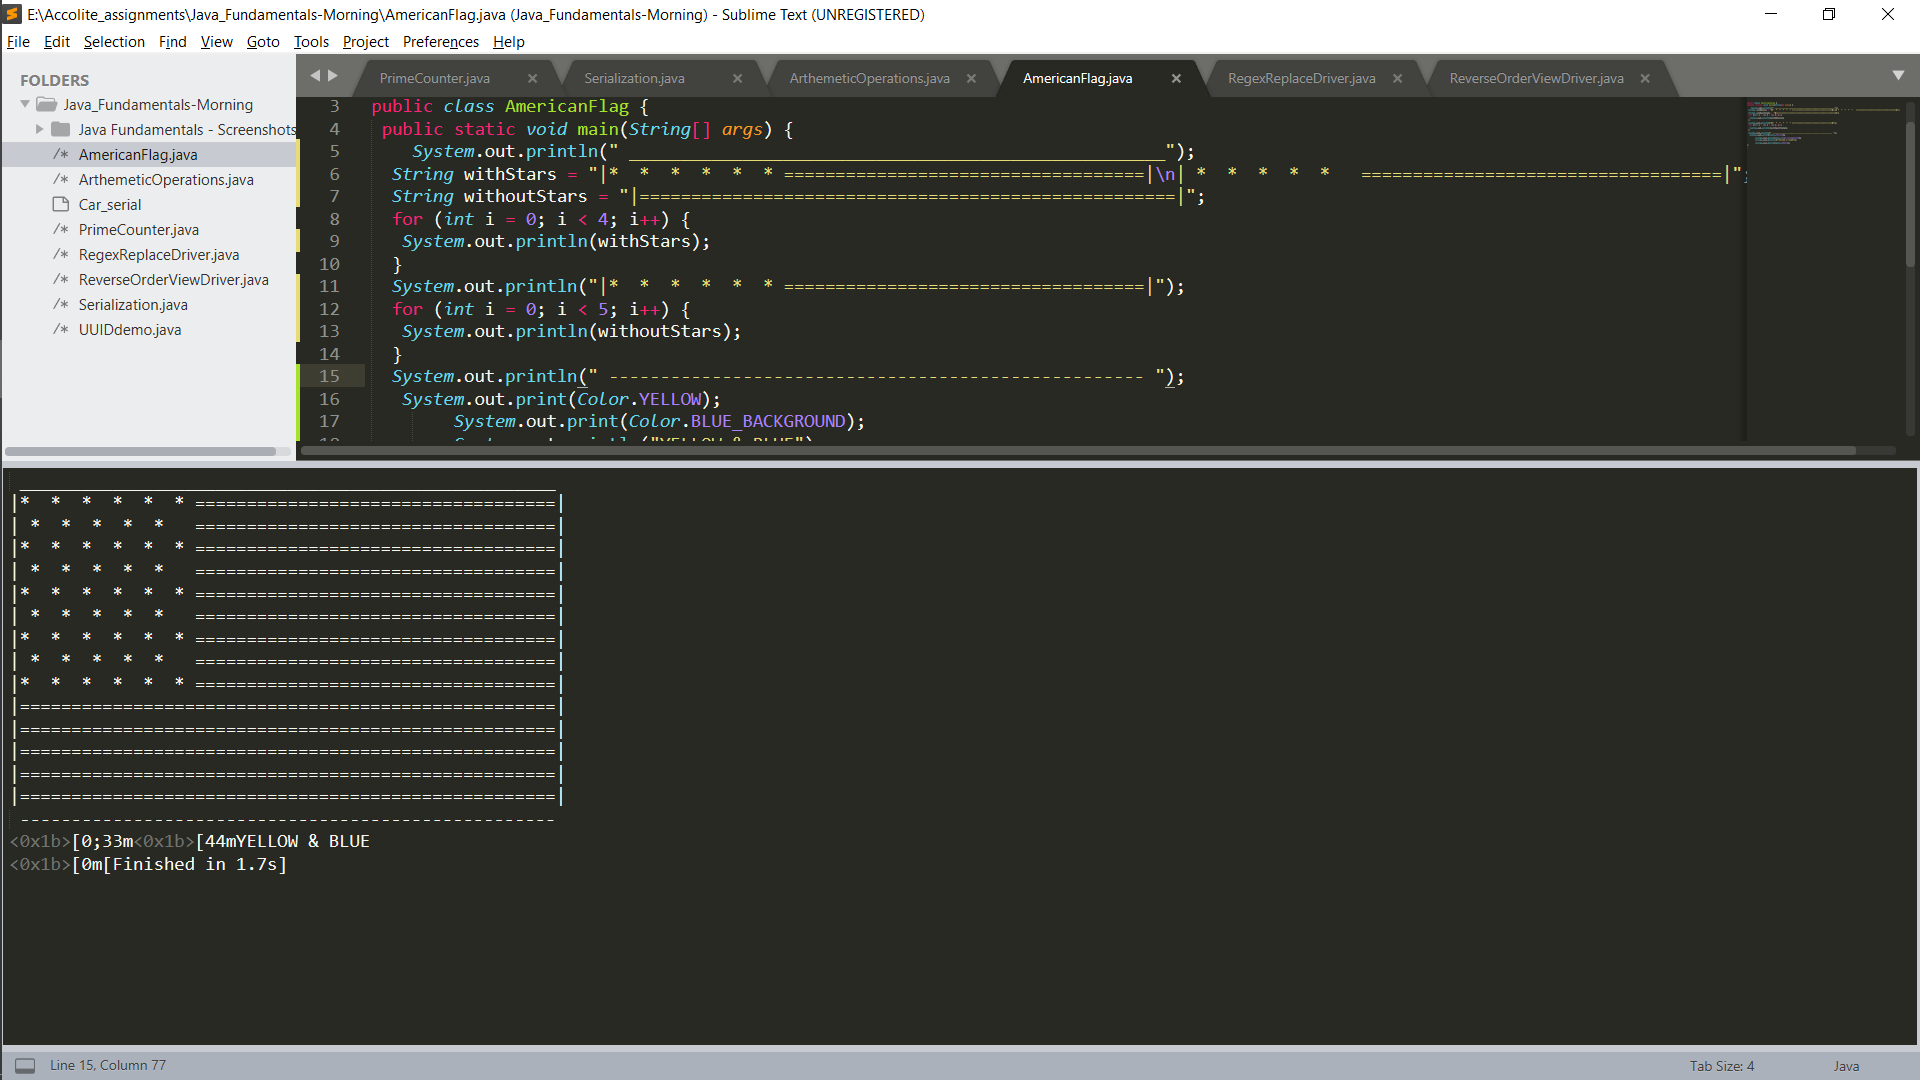 E:\Accolite_assignments\Java_Fundamentals-Morning\AmericanFlag.java (Java_Fundamentals-Morning) - Sublime Text (UNREGISTERED)
File Edit Selection Find View Goto Tools Project Preferences Help
FOLDERS
Java_Fundamentals-Morning
Java Fundamentals - Screenshots
/* AmericanFlag.java
/* ArthemeticOperations.java
Car_serial
/* PrimeCounter.java
/* RegexReplaceDriver.java
/* ReverseOrderViewDriver.java
/* Serialization.java
/* UUIDdemo.java
PrimeCounter.java × Serialization.java × ArthemeticOperations.java × AmericanFlag.java × RegexReplaceDriver.java × ReverseOrderViewDriver.java ×
3 public class AmericanFlag {
4 public static void main(String[] args) {
5 System.out.println(" ____________________________________________________");
6 String withStars = "|*  *  *  *  *  * ===================================|\n| *  *  *  *  *   ===================================|";
7 String withoutStars = "|====================================================|";
8 for (int i = 0; i < 4; i++) {
9 System.out.println(withStars);
10 }
11 System.out.println("|*  *  *  *  *  * ===================================|");
12 for (int i = 0; i < 5; i++) {
13 System.out.println(withoutStars);
14 }
15 System.out.println(" ---------------------------------------------------- ");
16 System.out.print(Color.YELLOW);
17 System.out.print(Color.BLUE_BACKGROUND);
 ____________________________________________________
|*  *  *  *  *  * ===================================|
| *  *  *  *  *   ===================================|
|*  *  *  *  *  * ===================================|
| *  *  *  *  *   ===================================|
|*  *  *  *  *  * ===================================|
| *  *  *  *  *   ===================================|
|*  *  *  *  *  * ===================================|
| *  *  *  *  *   ===================================|
|*  *  *  *  *  * ===================================|
|====================================================|
|====================================================|
|====================================================|
|====================================================|
|====================================================|
 ----------------------------------------------------
<0x1b>[0;33m<0x1b>[44mYELLOW & BLUE
<0x1b>[0m[Finished in 1.7s]
Line 15, Column 77
Tab Size: 4
Java